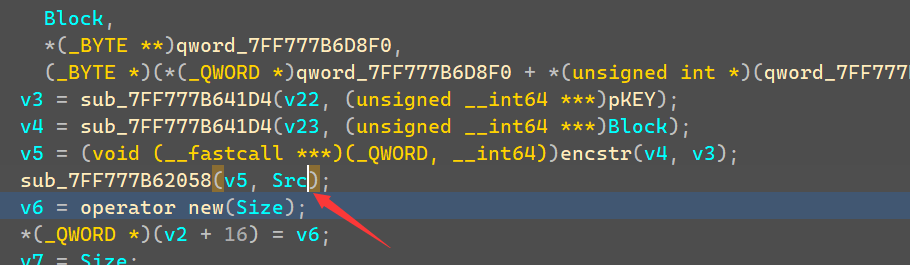 Block,
*(_BYTE **)qword_7FF777B6D8F0,
(_BYTE *)(*(_QWORD *)qword_7FF777B6D8F0 + *(unsigned int *)(qword_7FF777
v3 = sub_7FF777B641D4(v22, (unsigned __int64 ***)pKEY);
v4 = sub_7FF777B641D4(v23, (unsigned __int64 ***)Block);
v5 = (void (__fastcall ***)(_QWORD, __int64))encstr(v4, v3);
sub_7FF777B62058(v5, Src);
v6 = operator new(Size);
*(_QWORD *)(v2 + 16) = v6;
v7 = Size;